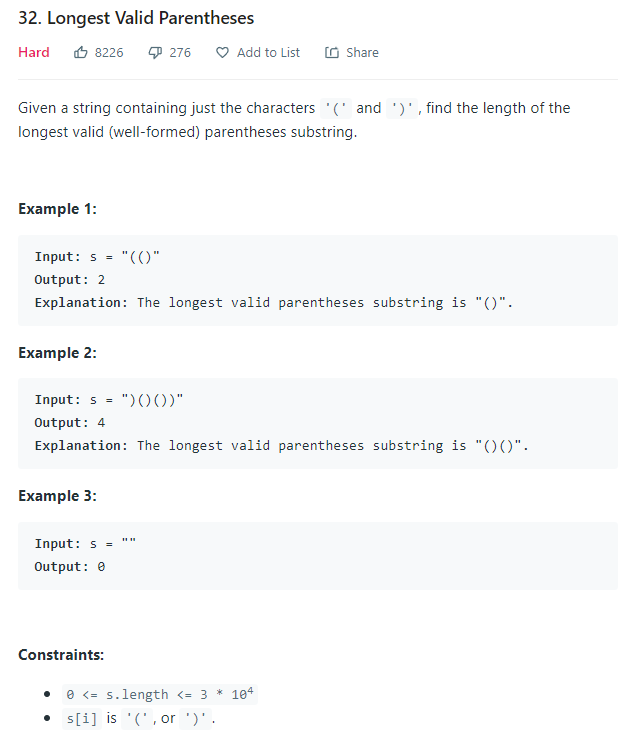 32. Longest Valid Parentheses
Hard 8226 276 Add to List Share
Given a string containing just the characters '(' and ')', find the length of the
longest valid (well-formed) parentheses substring.
Example 1:
Input: s = "(()"
Output: 2
Explanation: The longest valid parentheses substring is "()".
Example 2:
Input: s = ")()())"
Output: 4
Explanation: The longest valid parentheses substring is "()()".
Example 3:
Input: s = ""
Output: 0
Constraints:
• 0 <= s.length <= 3 * 10⁴
• s[i] is '(', or ')'.